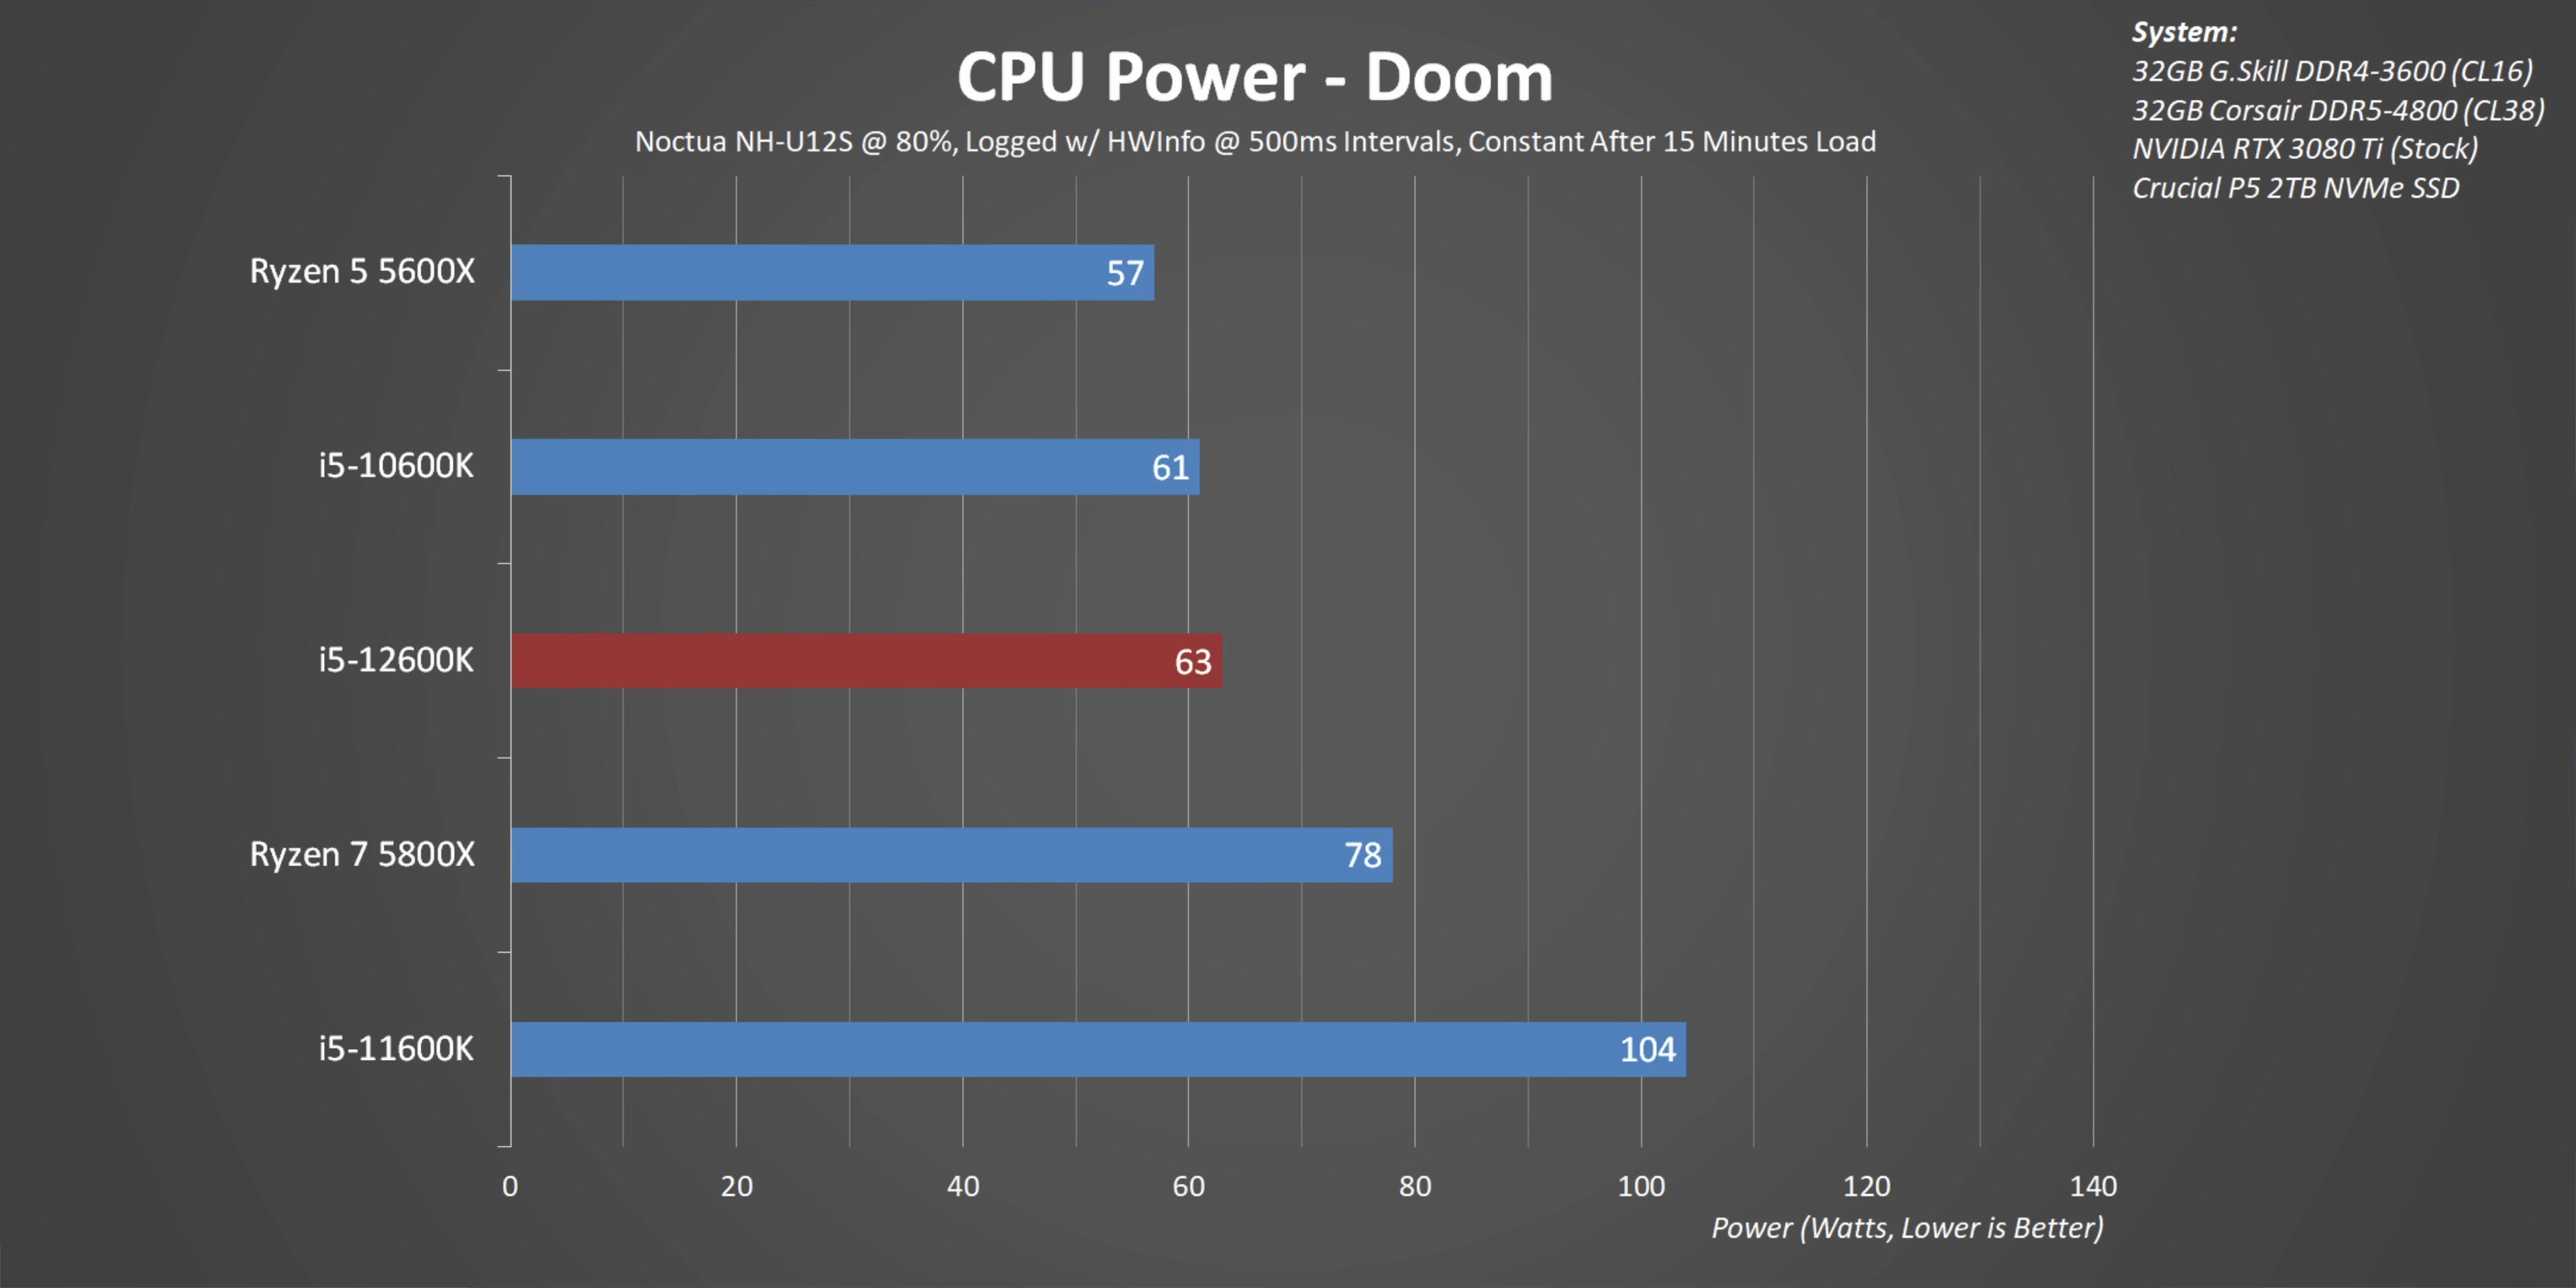 CPU Power - Doom
Noctua NH-U12S @ 80%, Logged w/ HWInfo @ 500ms Intervals, Constant After 15 Minutes Load
System:
32GB G.Skill DDR4-3600 (CL16)
32GB Corsair DDR5-4800 (CL38)
NVIDIA RTX 3080 Ti (Stock)
Crucial P5 2TB NVMe SSD
Ryzen 5 5600X 57
i5-10600K 61
i5-12600K 63
Ryzen 7 5800X 78
i5-11600K 104
0 20 40 60 80 100 120 140
Power (Watts, Lower is Better)